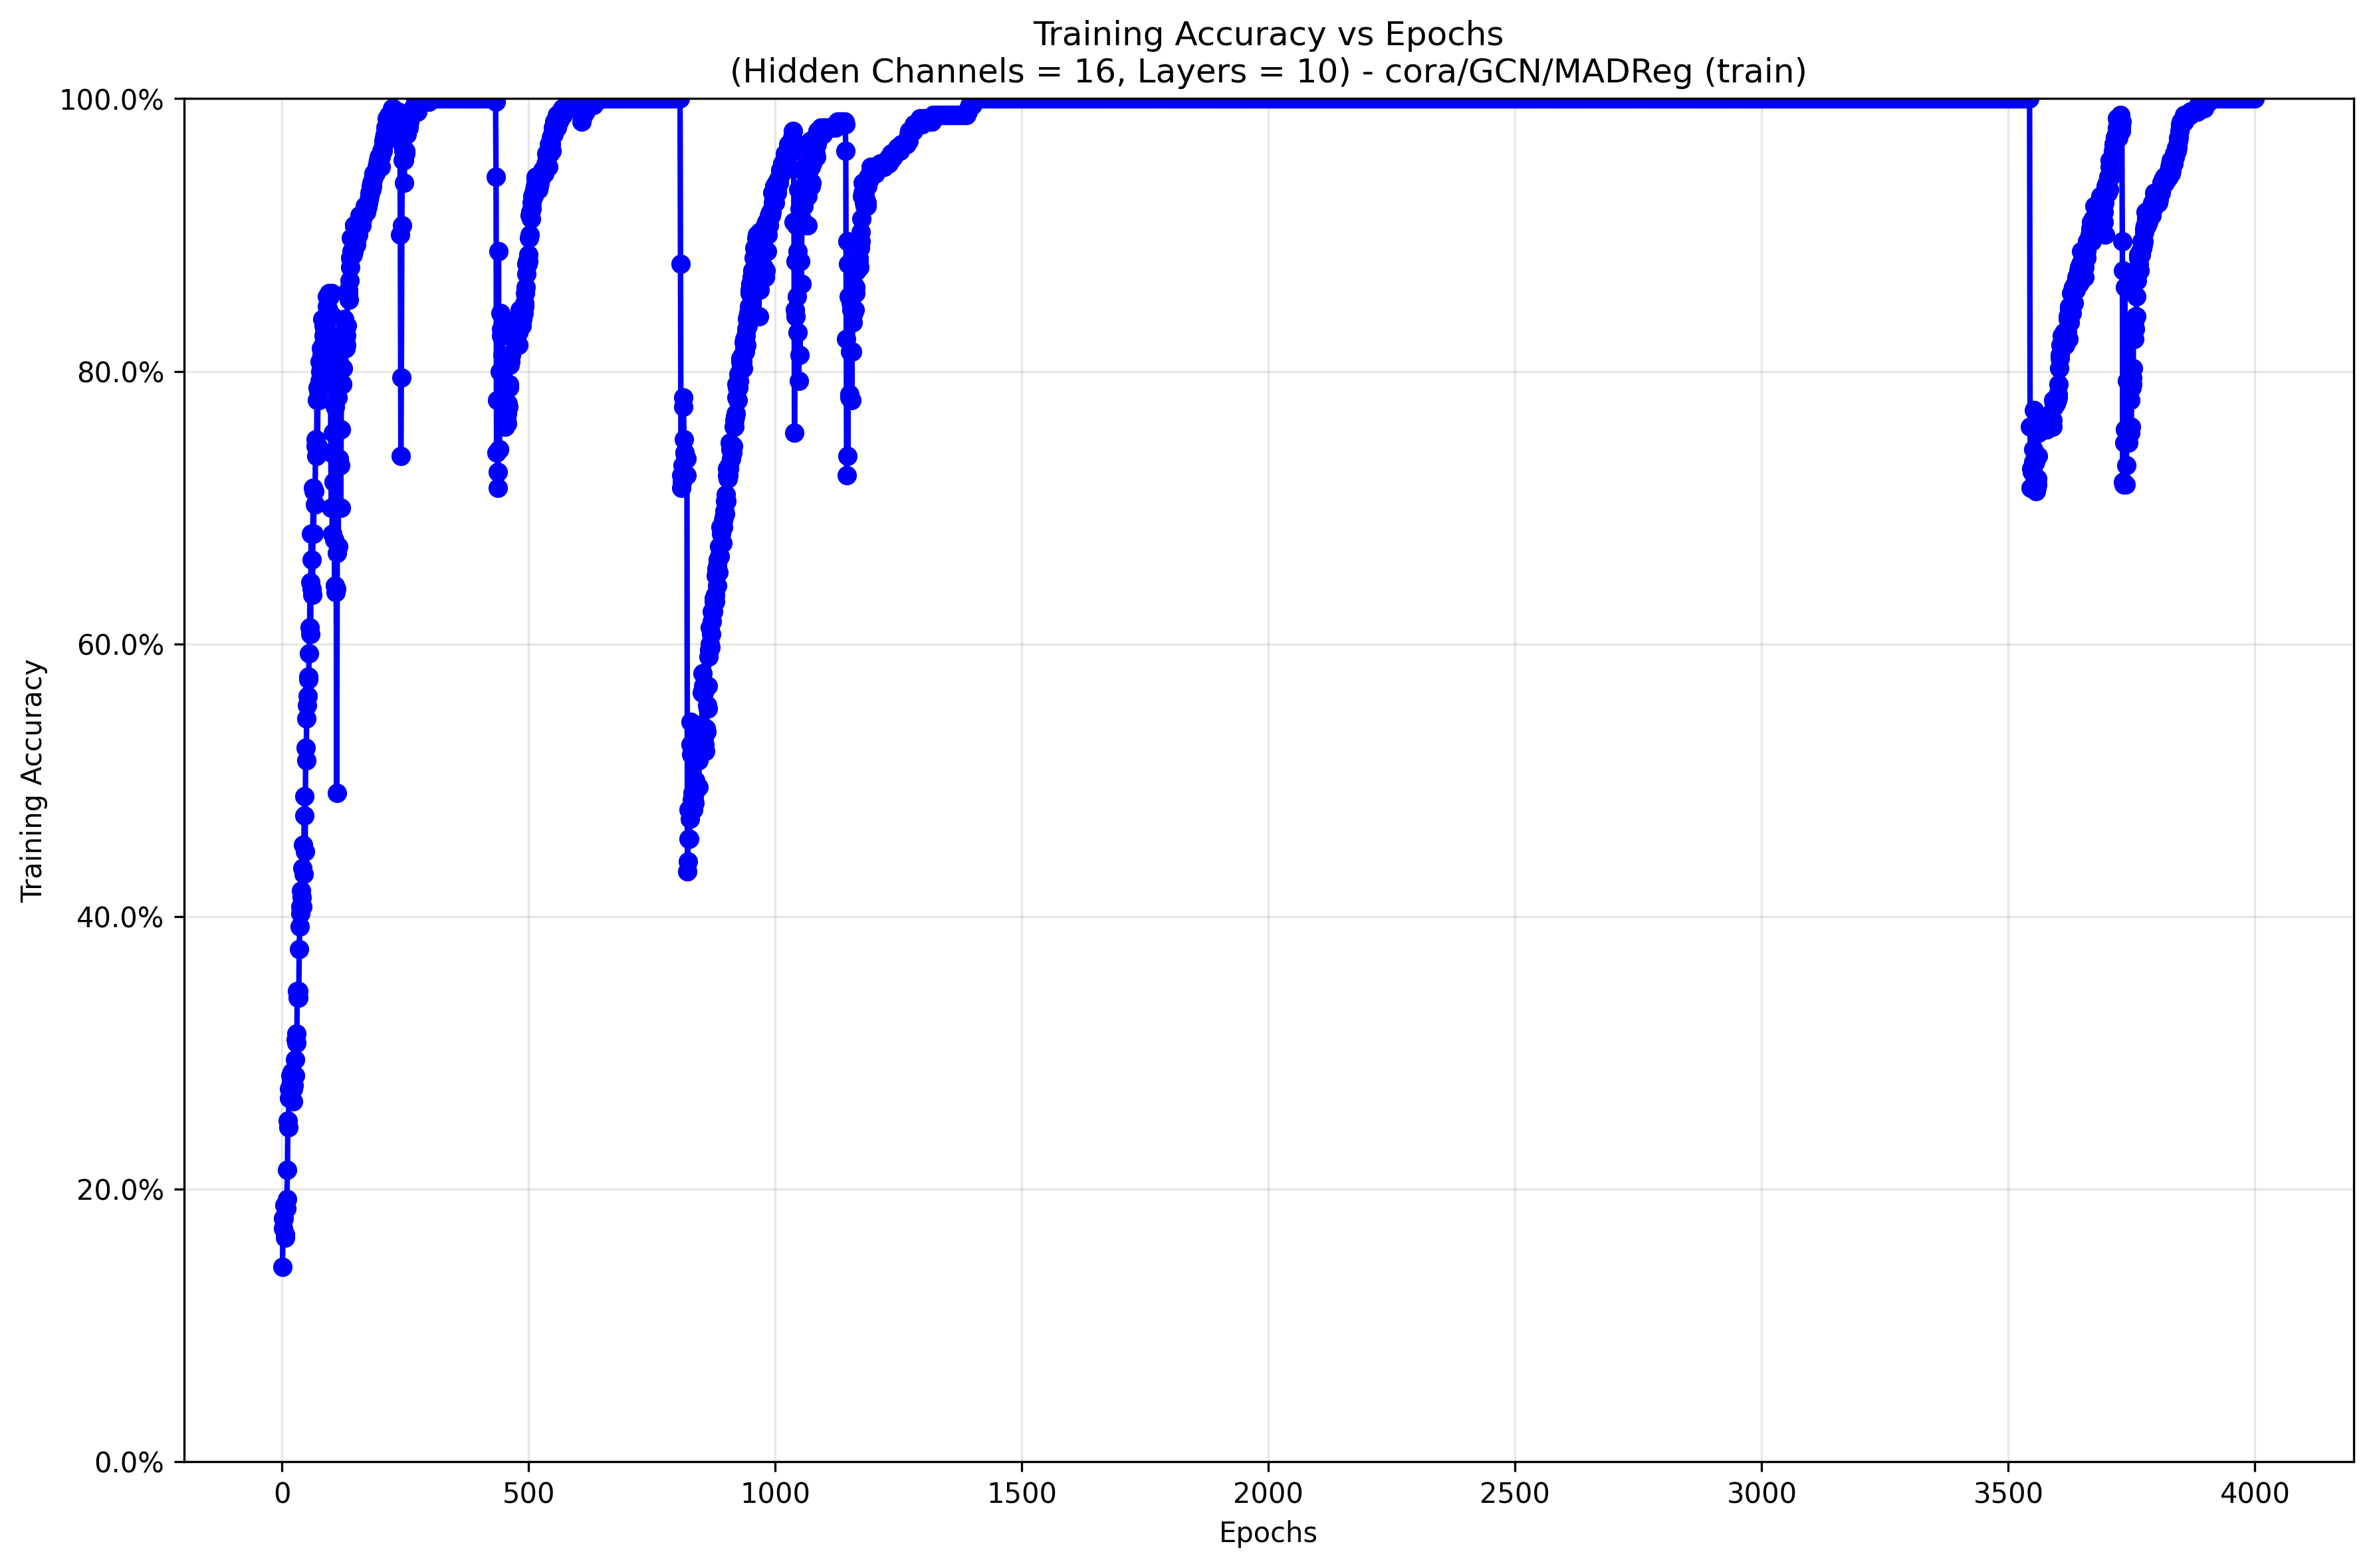 Training Accuracy vs Epochs
(Hidden Channels = 16, Layers = 10) - cora/GCN/MADReg (train)
100.0%
80.0%
60.0%
40.0%
20.0%
0.0%
Training Accuracy
0 500 1000 1500 2000 2500 3000 3500 4000
Epochs